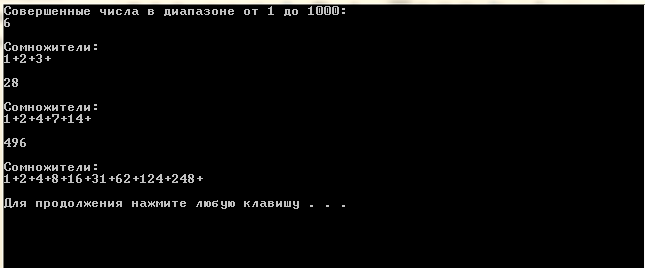 Совершенные числа в диапазоне от 1 до 1000:
6
Сомножители:
1+2+3+
28
Сомножители:
1+2+4+7+14+
496
Сомножители:
1+2+4+8+16+31+62+124+248+
Для продолжения нажмите любую клавишу . . .